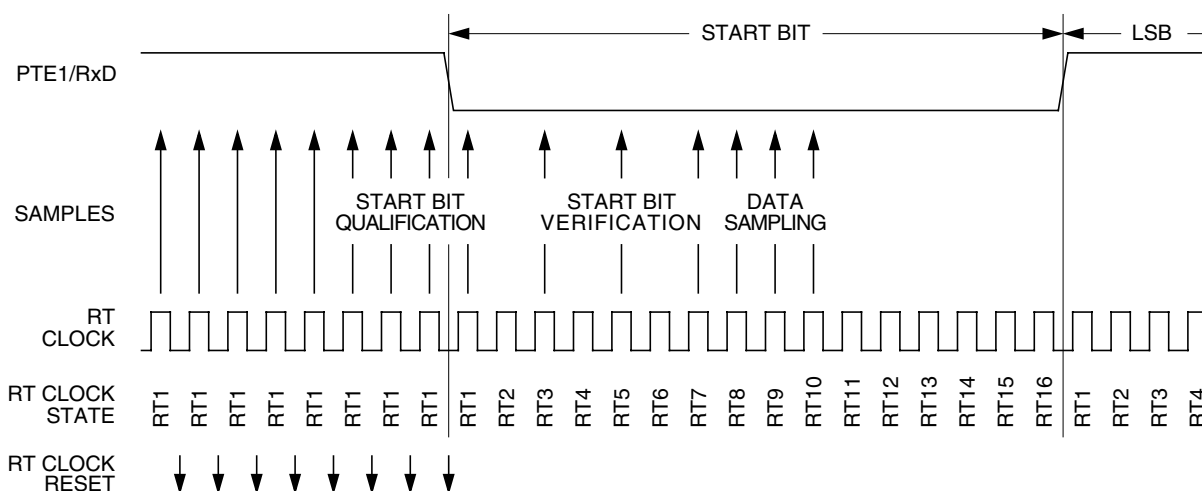 START BIT
LSB
PTE1/RxD
SAMPLES
START BIT
QUALIFICATION
START BIT
VERIFICATION
DATA
SAMPLING
RT
CLOCK
RT CLOCK
STATE
RT1 RT1 RT1 RT1 RT1 RT1 RT1 RT1 RT1 RT2 RT3 RT4 RT5 RT6 RT7 RT8 RT9 RT10 RT11 RT12 RT13 RT14 RT15 RT16 RT1 RT2 RT3 RT4
RT CLOCK
RESET